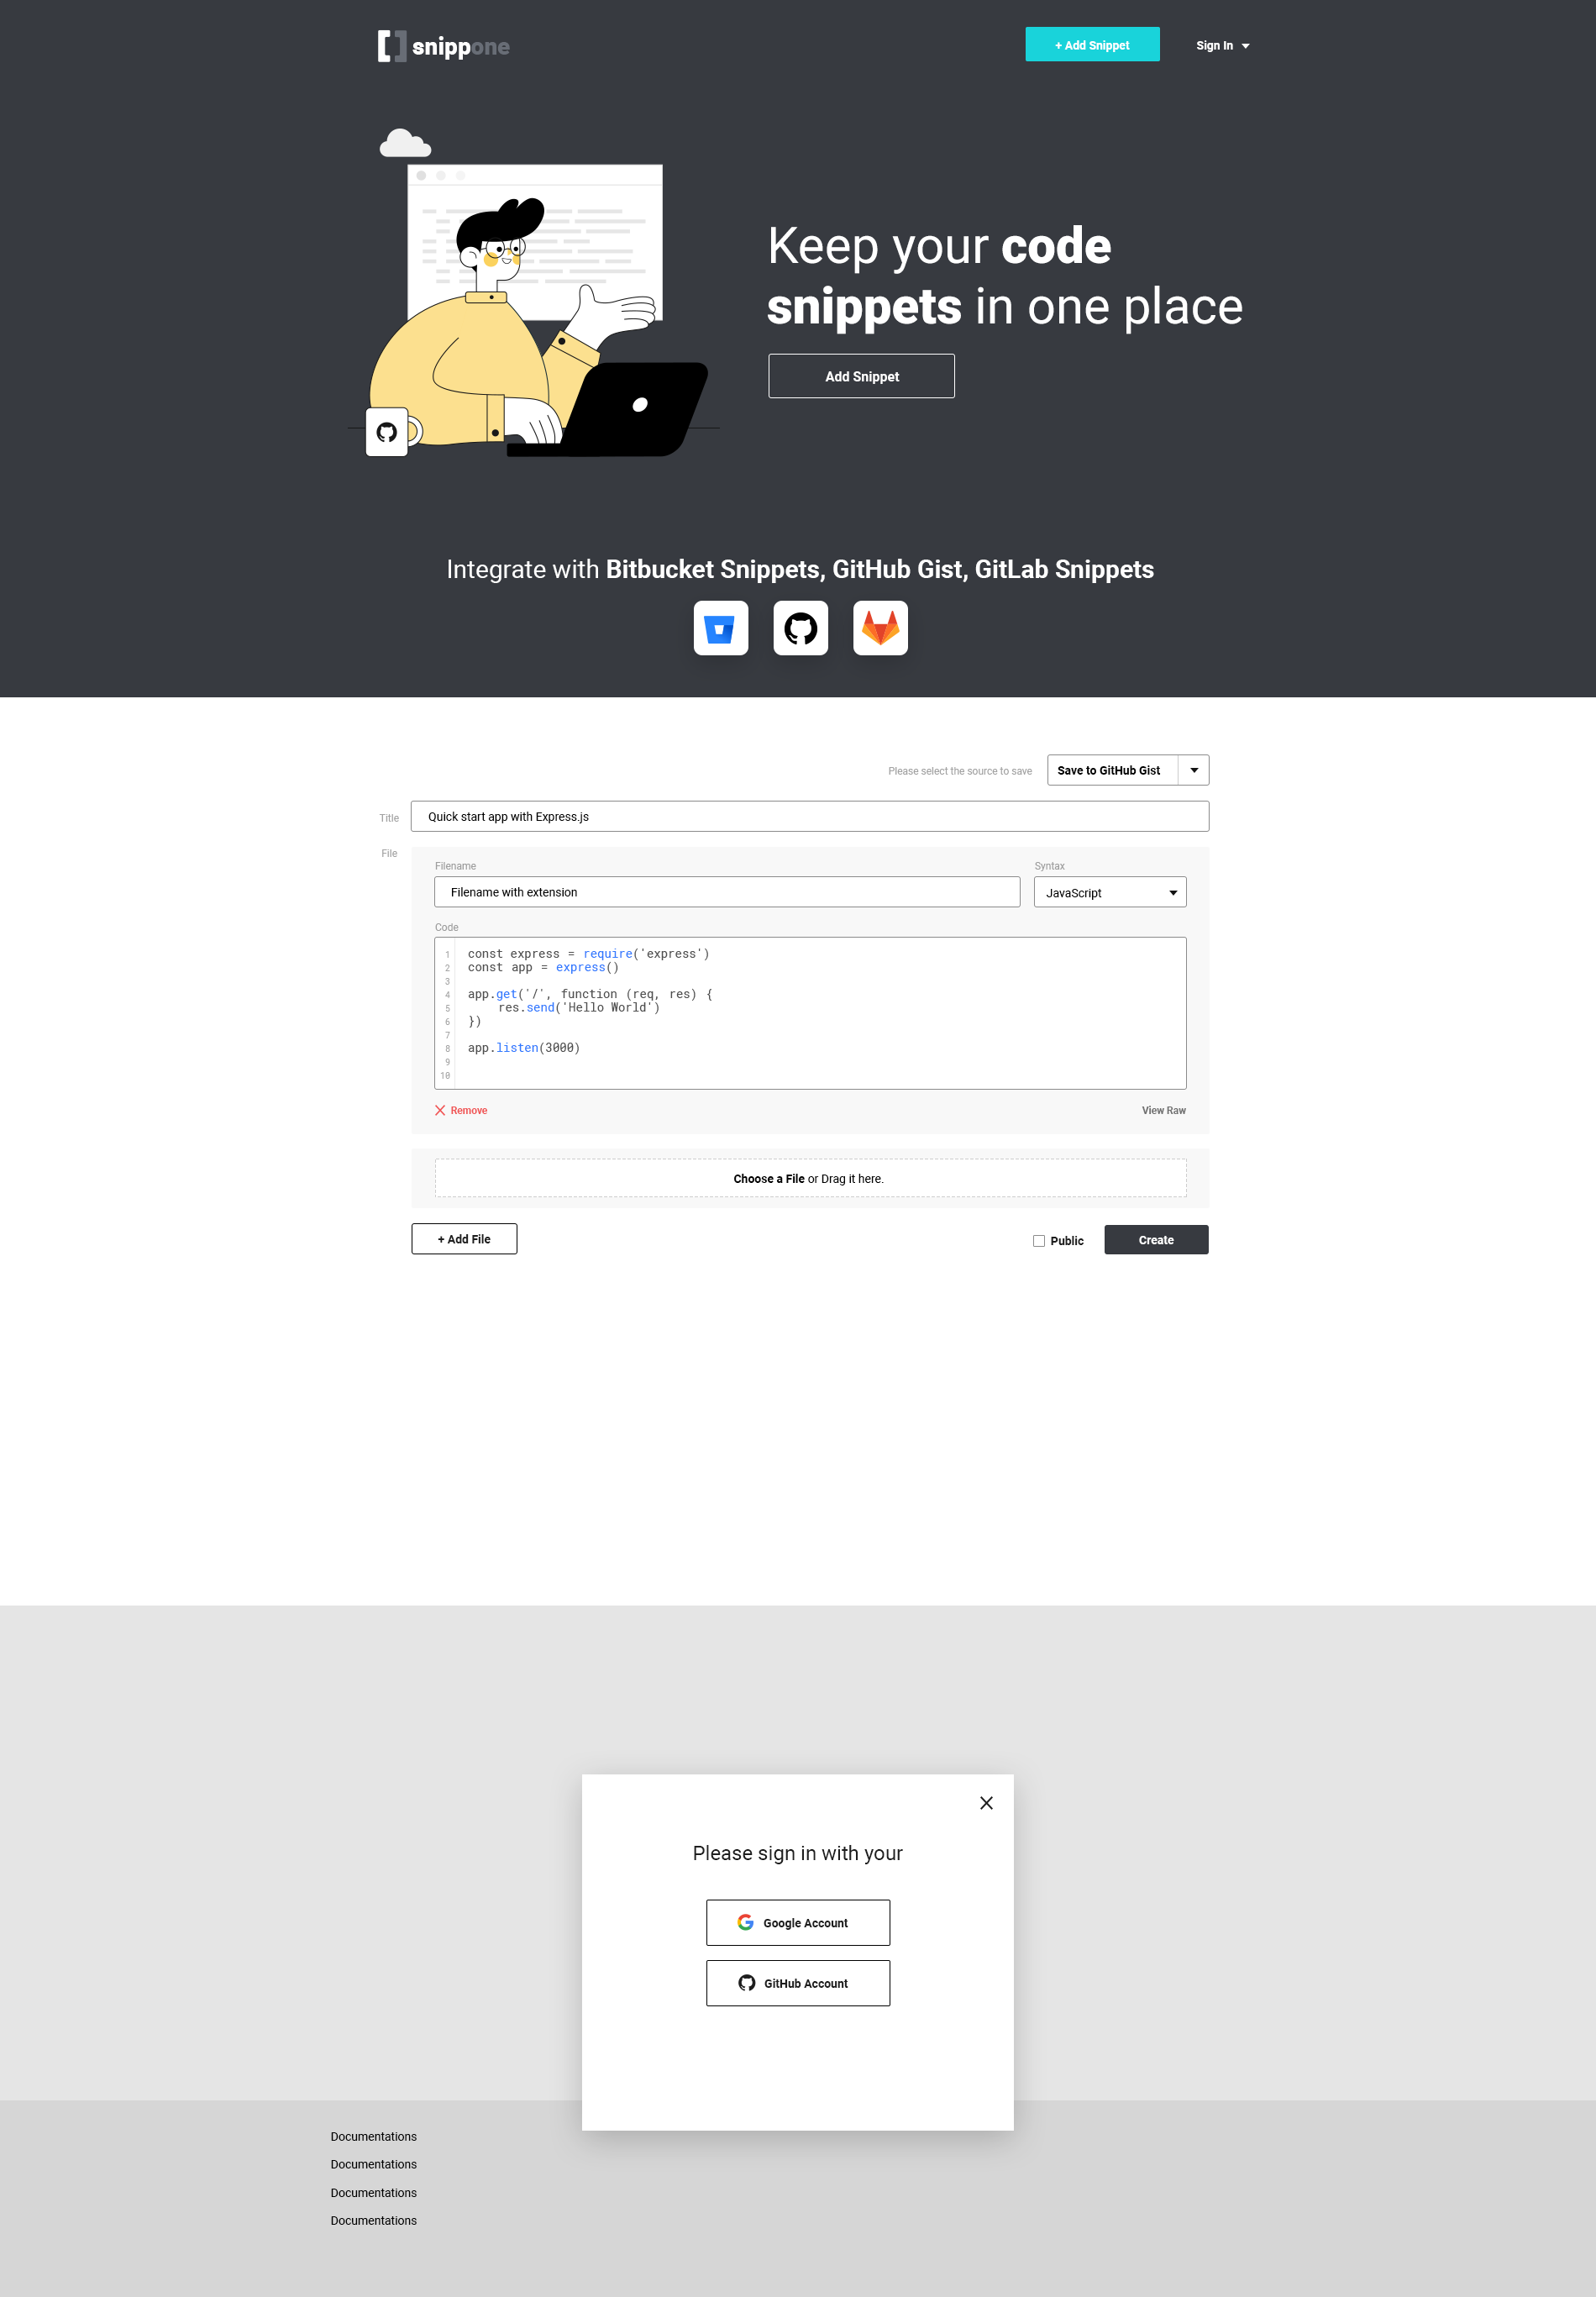 snippone
+ Add Snippet
Sign In
Keep your code
snippets in one place
Add Snippet
Integrate with Bitbucket Snippets, GitHub Gist, GitLab Snippets
Please select the source to save
Save to GitHub Gist
Title
Quick start app with Express.js
File
Filename
Syntax
Filename with extension
JavaScript
Code
1 const express = require('express')
2 const app = express()
3
4 app.get('/', function (req, res) {
5 res.send('Hello World')
6 })
7
8 app.listen(3000)
9
10
Remove
View Raw
Choose a File or Drag it here.
+ Add File
Public
Create
Please sign in with your
Google Account
GitHub Account
Documentations
Documentations
Documentations
Documentations